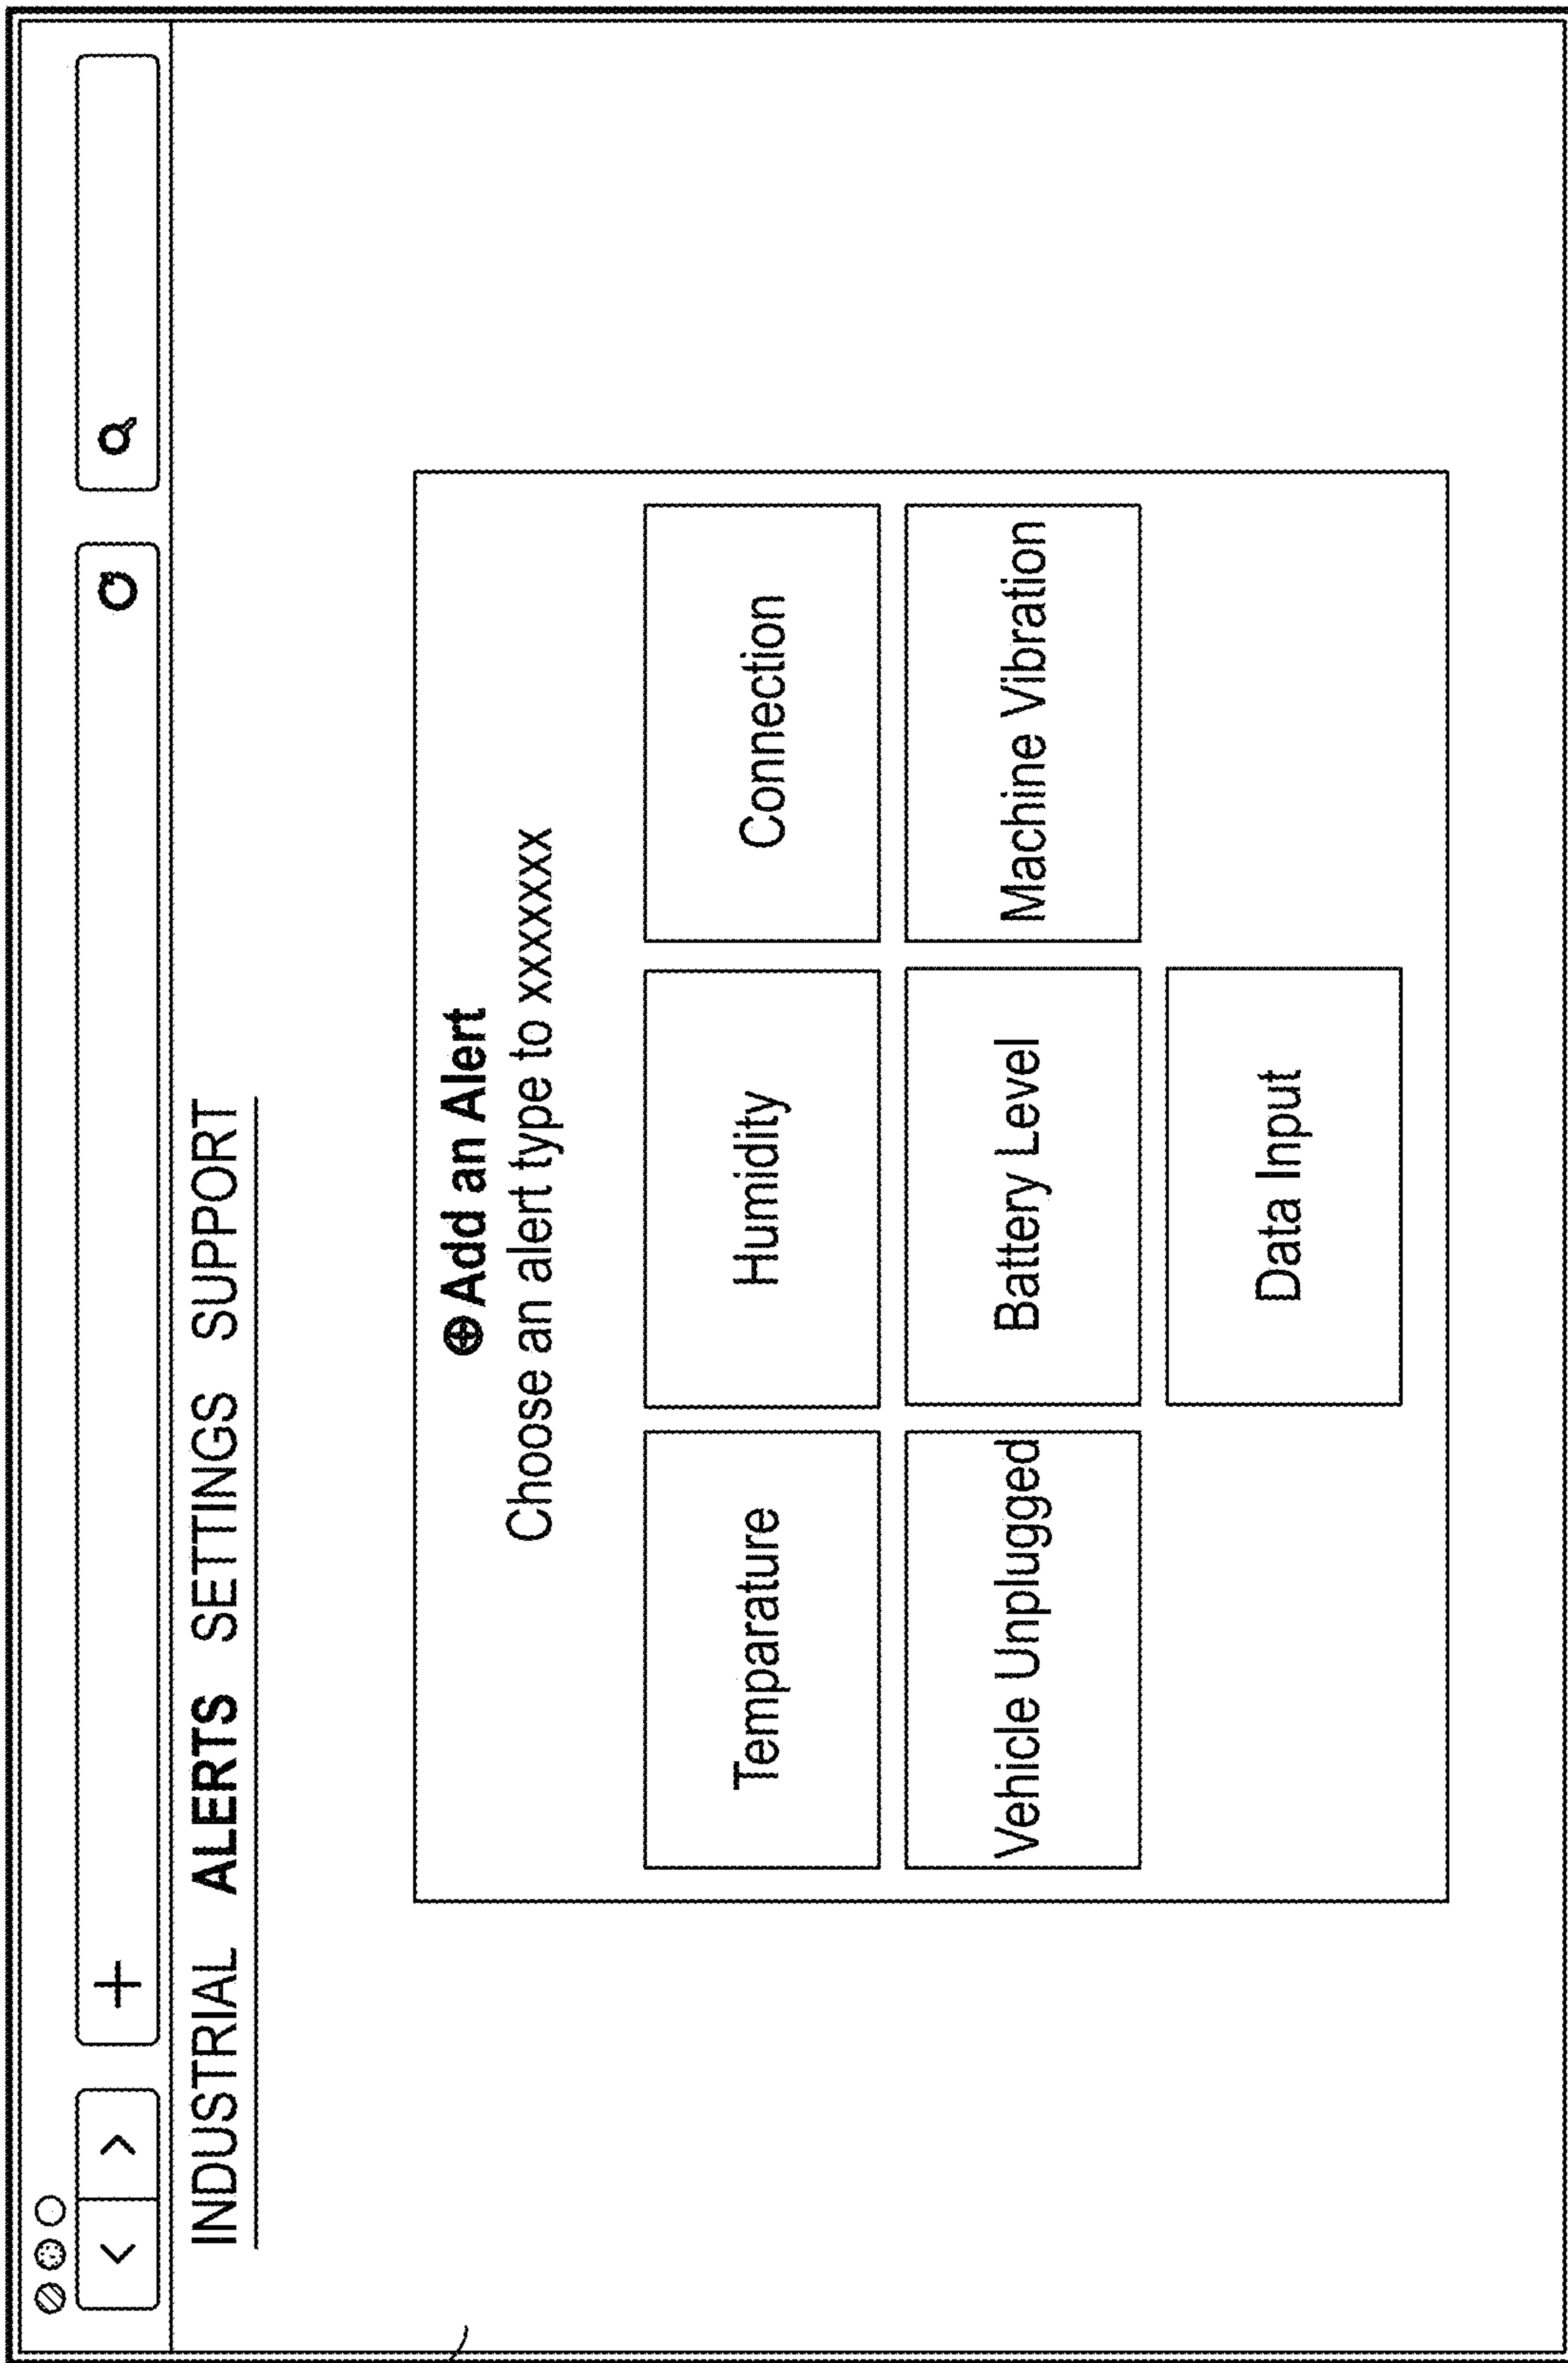 INDUSTRIAL ALERTS SETTINGS SUPPORT
Add an Alert
Choose an alert type to xxxxxxx
Temparature Humidity Connection
Vehicle Unplugged Battery Level Machine Vibration
Data Input